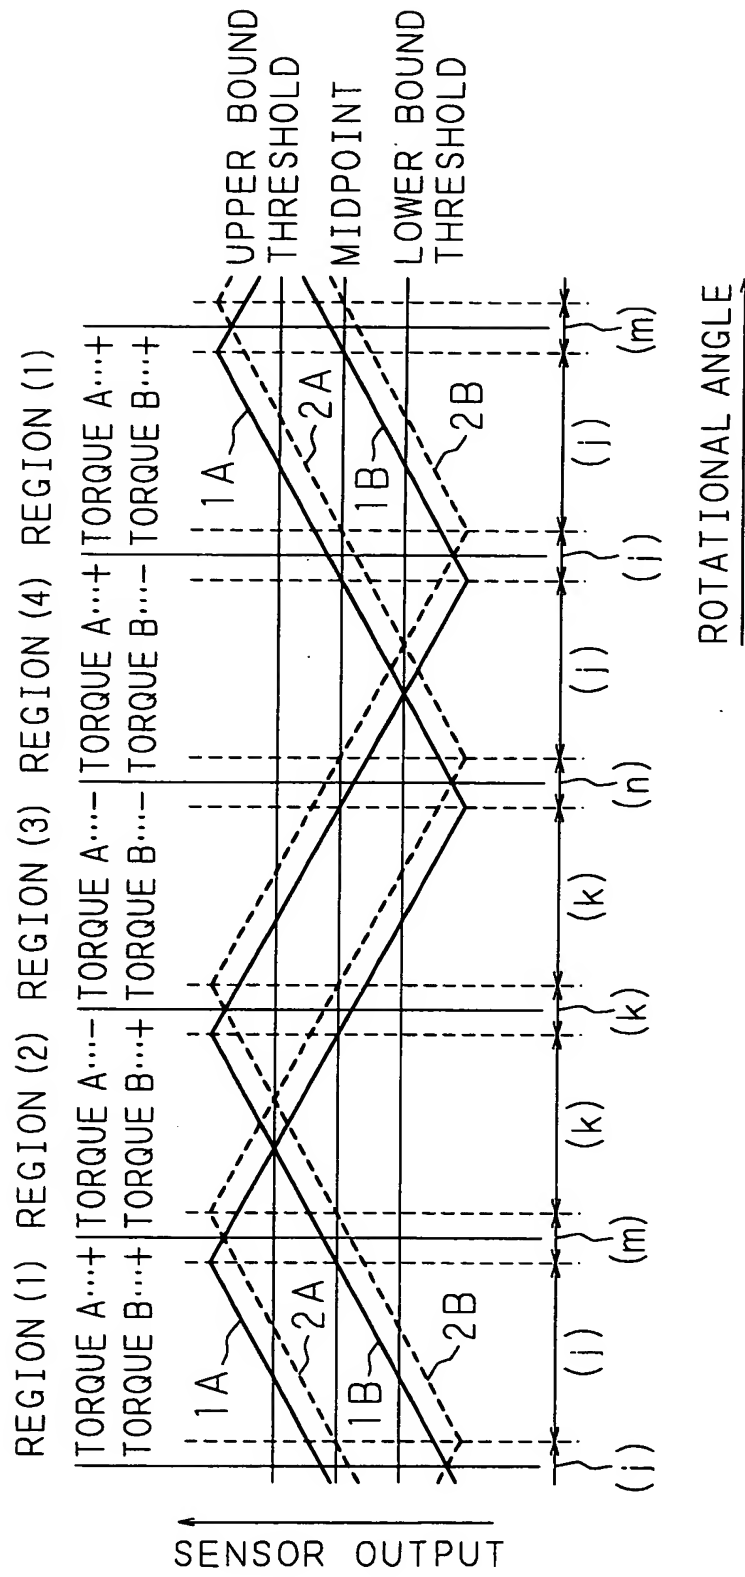 REGION (1) REGION (2) REGION (3) REGION (4) REGION (1)
TORQUE A···+ TORQUE A···− TORQUE A···− TORQUE A···+ TORQUE A···+
TORQUE B···+ TORQUE B···+ TORQUE B···− TORQUE B···− TORQUE B···+
UPPER BOUND
THRESHOLD
MIDPOINT
LOWER BOUND
THRESHOLD
1A
2A
1B
2B
1A
2A
1B
2B
SENSOR OUTPUT
(j) (j) (m) (k) (k) (k) (n) (j) (j) (j) (m)
ROTATIONAL ANGLE